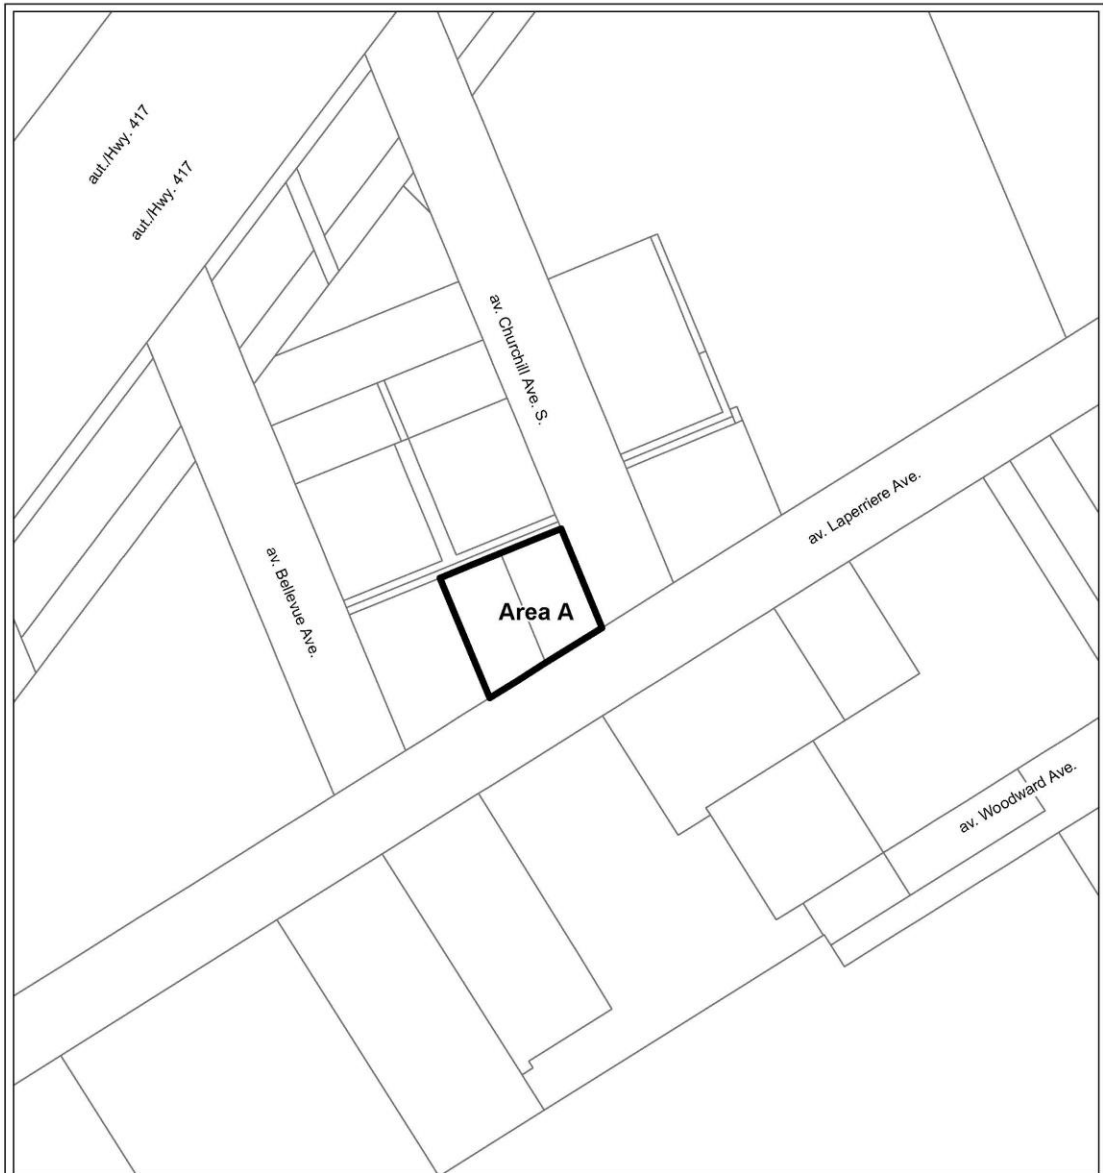 aut./Hwy. 417
aut./Hwy. 417
av. Churchill Ave. S.
av. Laperriere Ave.
av. Bellevue Ave.
Area A
av. Woodward Ave.